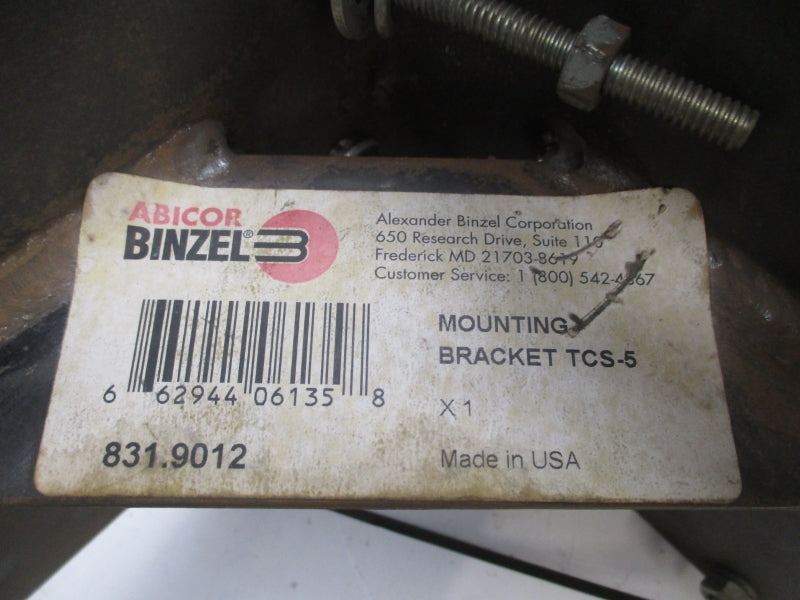 ABICOR
BINZEL®
Alexander Binzel Corporation
650 Research Drive, Suite 110
Frederick MD 21703-8619
Customer Service: 1 (800) 542-4867
MOUNTING
BRACKET TCS-5
6 62944 06135 8
X 1
831.9012
Made in USA